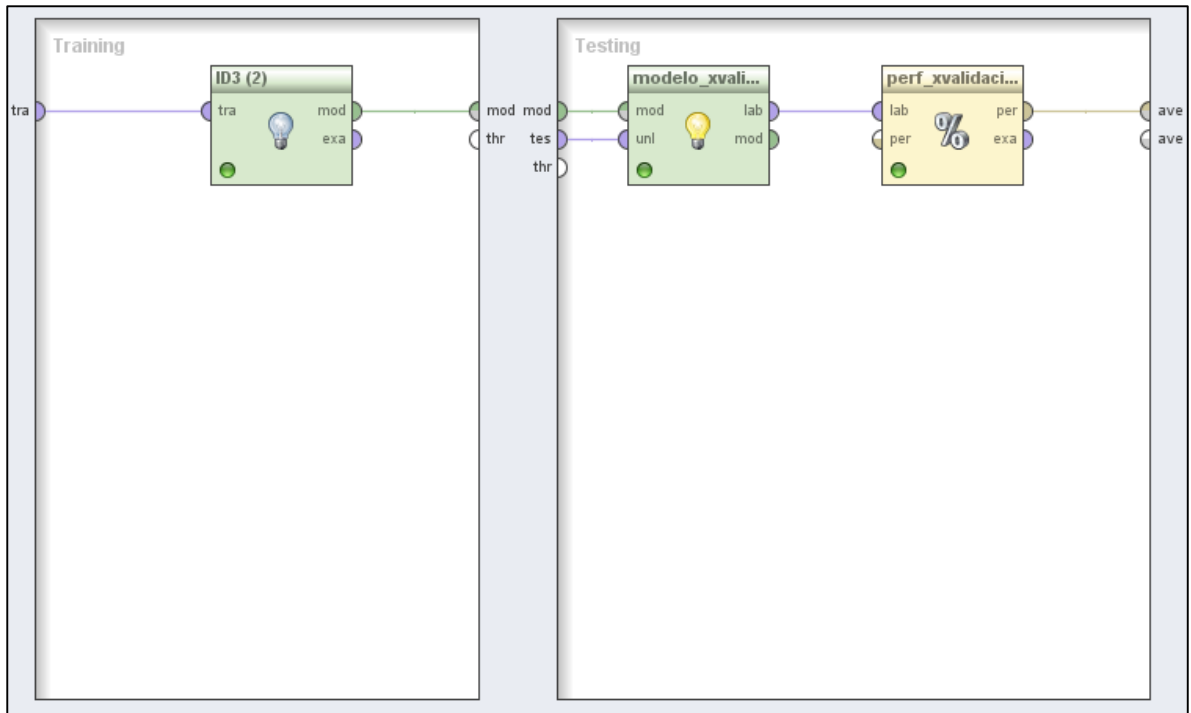 Training
ID3 (2)
tra
tra
mod
exa
mod
thr
Testing
mod
tes
thr
modelo_xvali...
mod
unl
lab
mod
perf_xvalidaci...
lab
per
%
per
exa
ave
ave